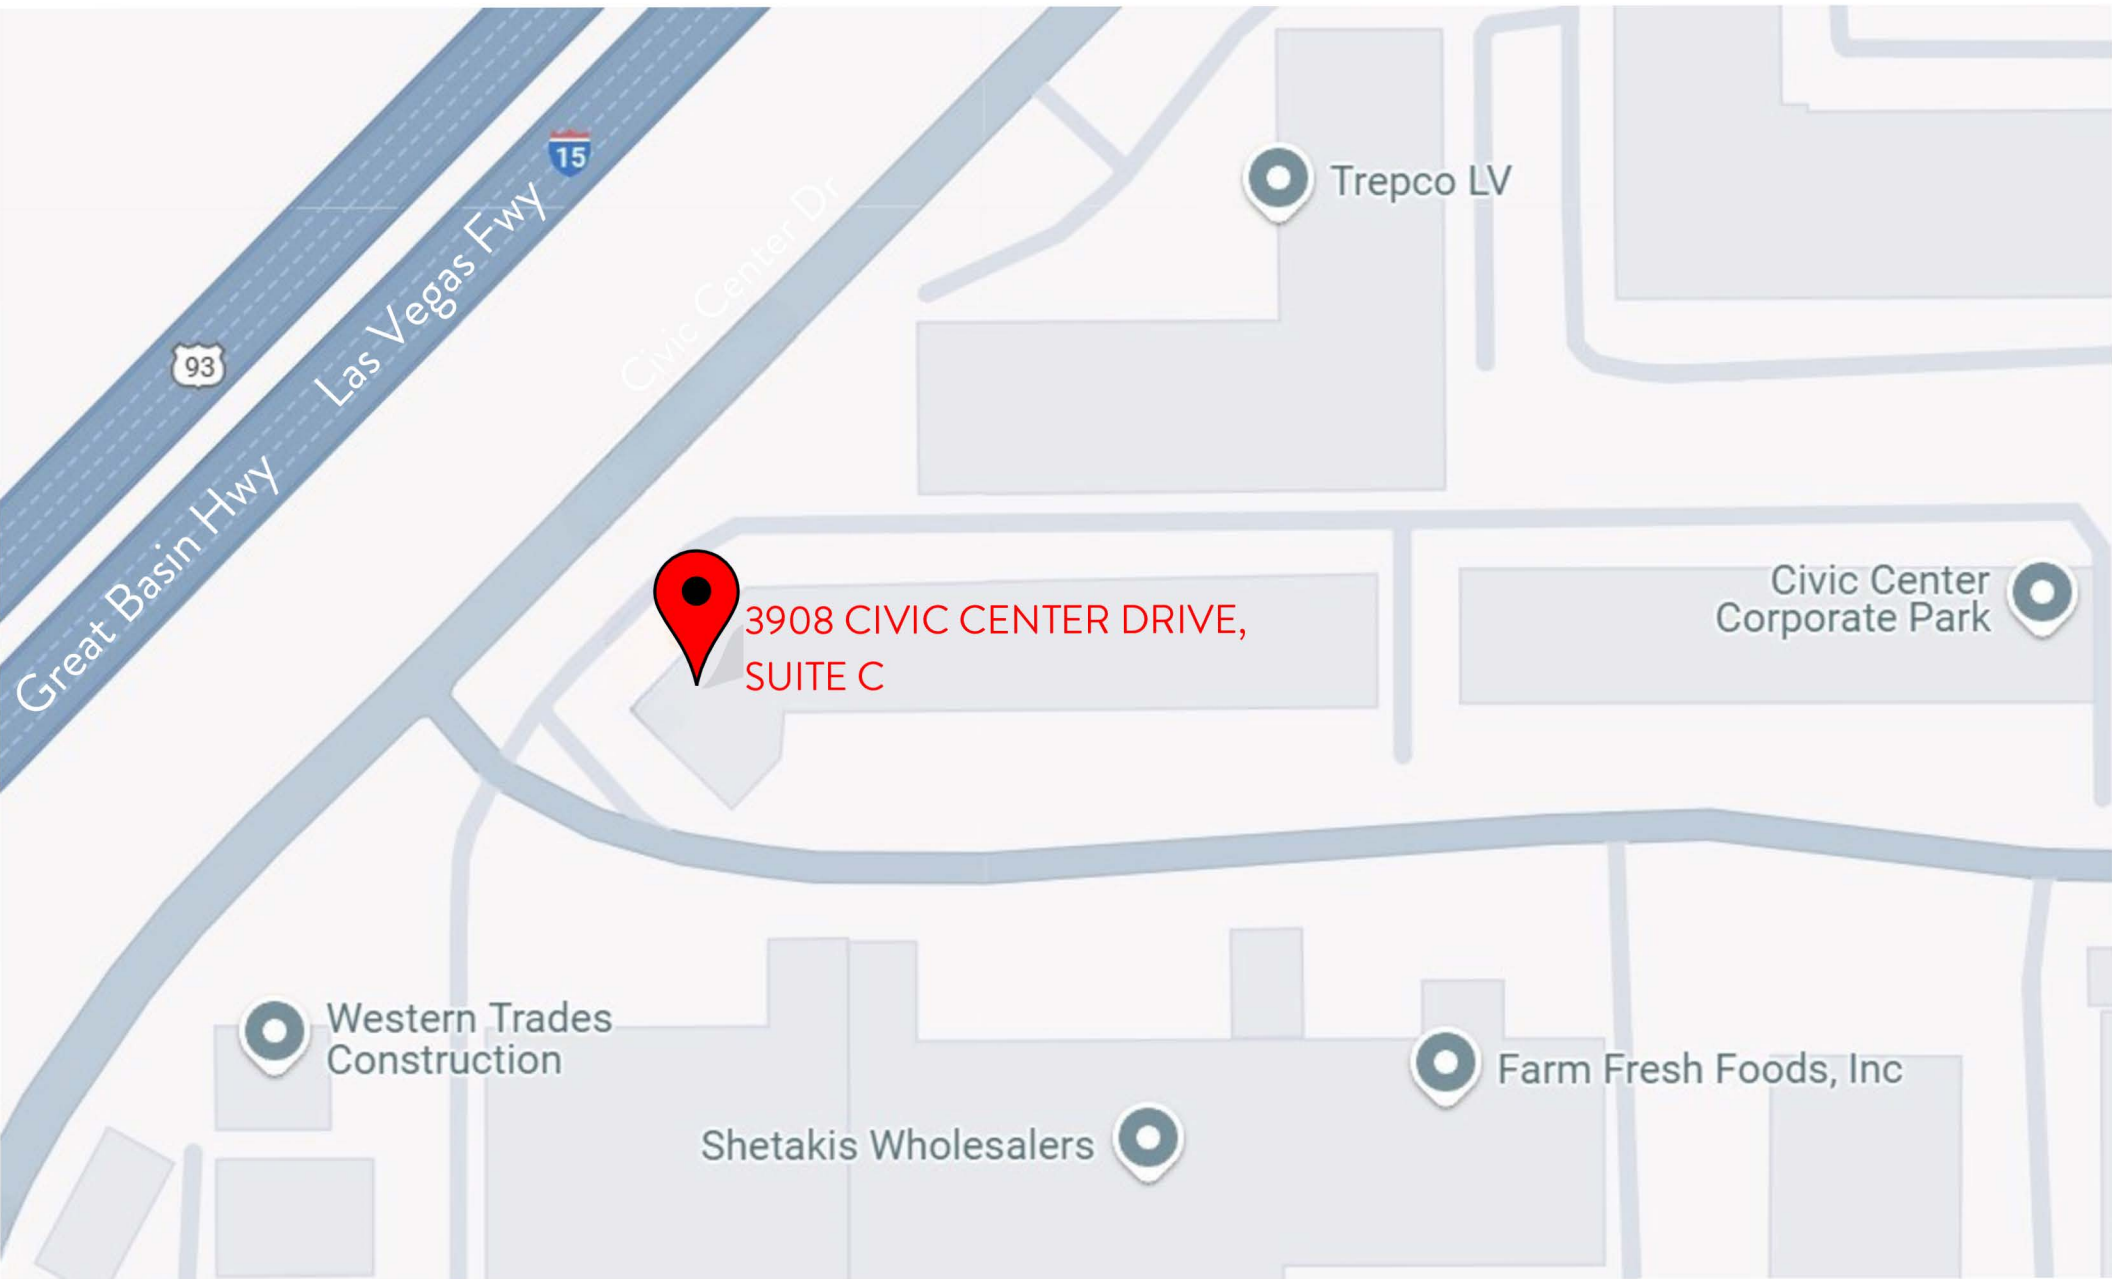 15
Trepco LV
Las Vegas Fwy
Civic Center Dr
93
Great Basin Hwy
3908 CIVIC CENTER DRIVE,
SUITE C
Civic Center
Corporate Park
Western Trades
Construction
Farm Fresh Foods, Inc
Shetakis Wholesalers